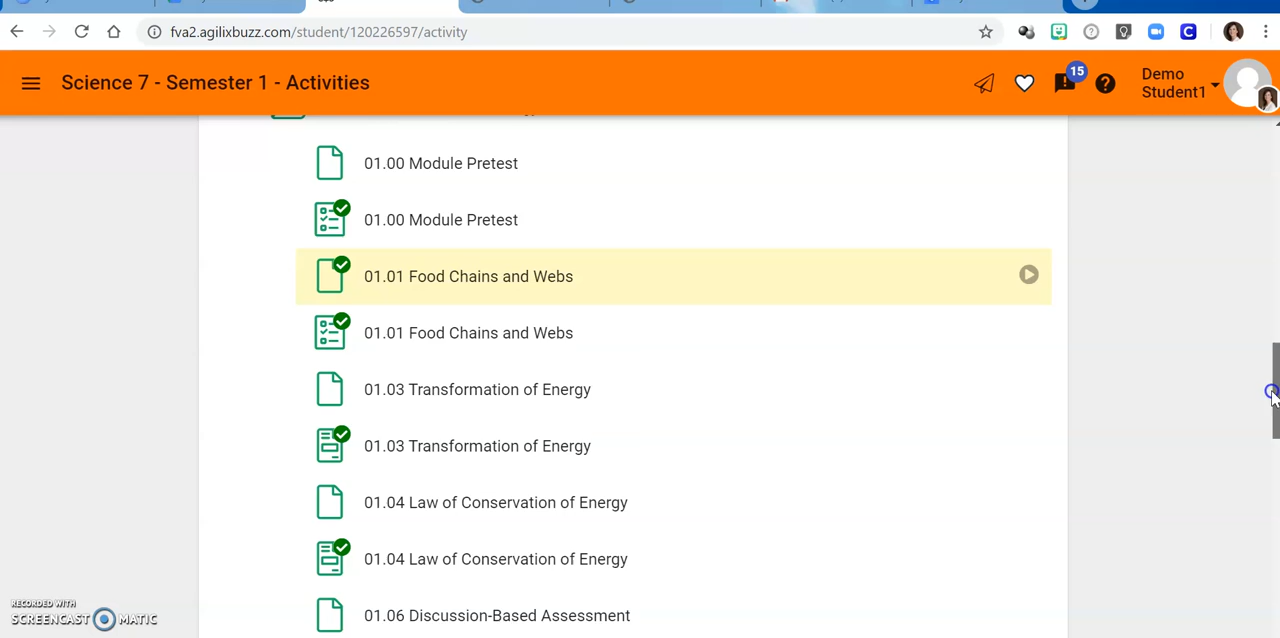 fva2.agilixbuzz.com/student/120226597/activity
Science 7 - Semester 1 - Activities
15
Demo
Student1
01.00 Module Pretest
01.00 Module Pretest
01.01 Food Chains and Webs
01.01 Food Chains and Webs
01.03 Transformation of Energy
01.03 Transformation of Energy
01.04 Law of Conservation of Energy
01.04 Law of Conservation of Energy
01.06 Discussion-Based Assessment
RECORDED WITH
SCREENCAST MATIC